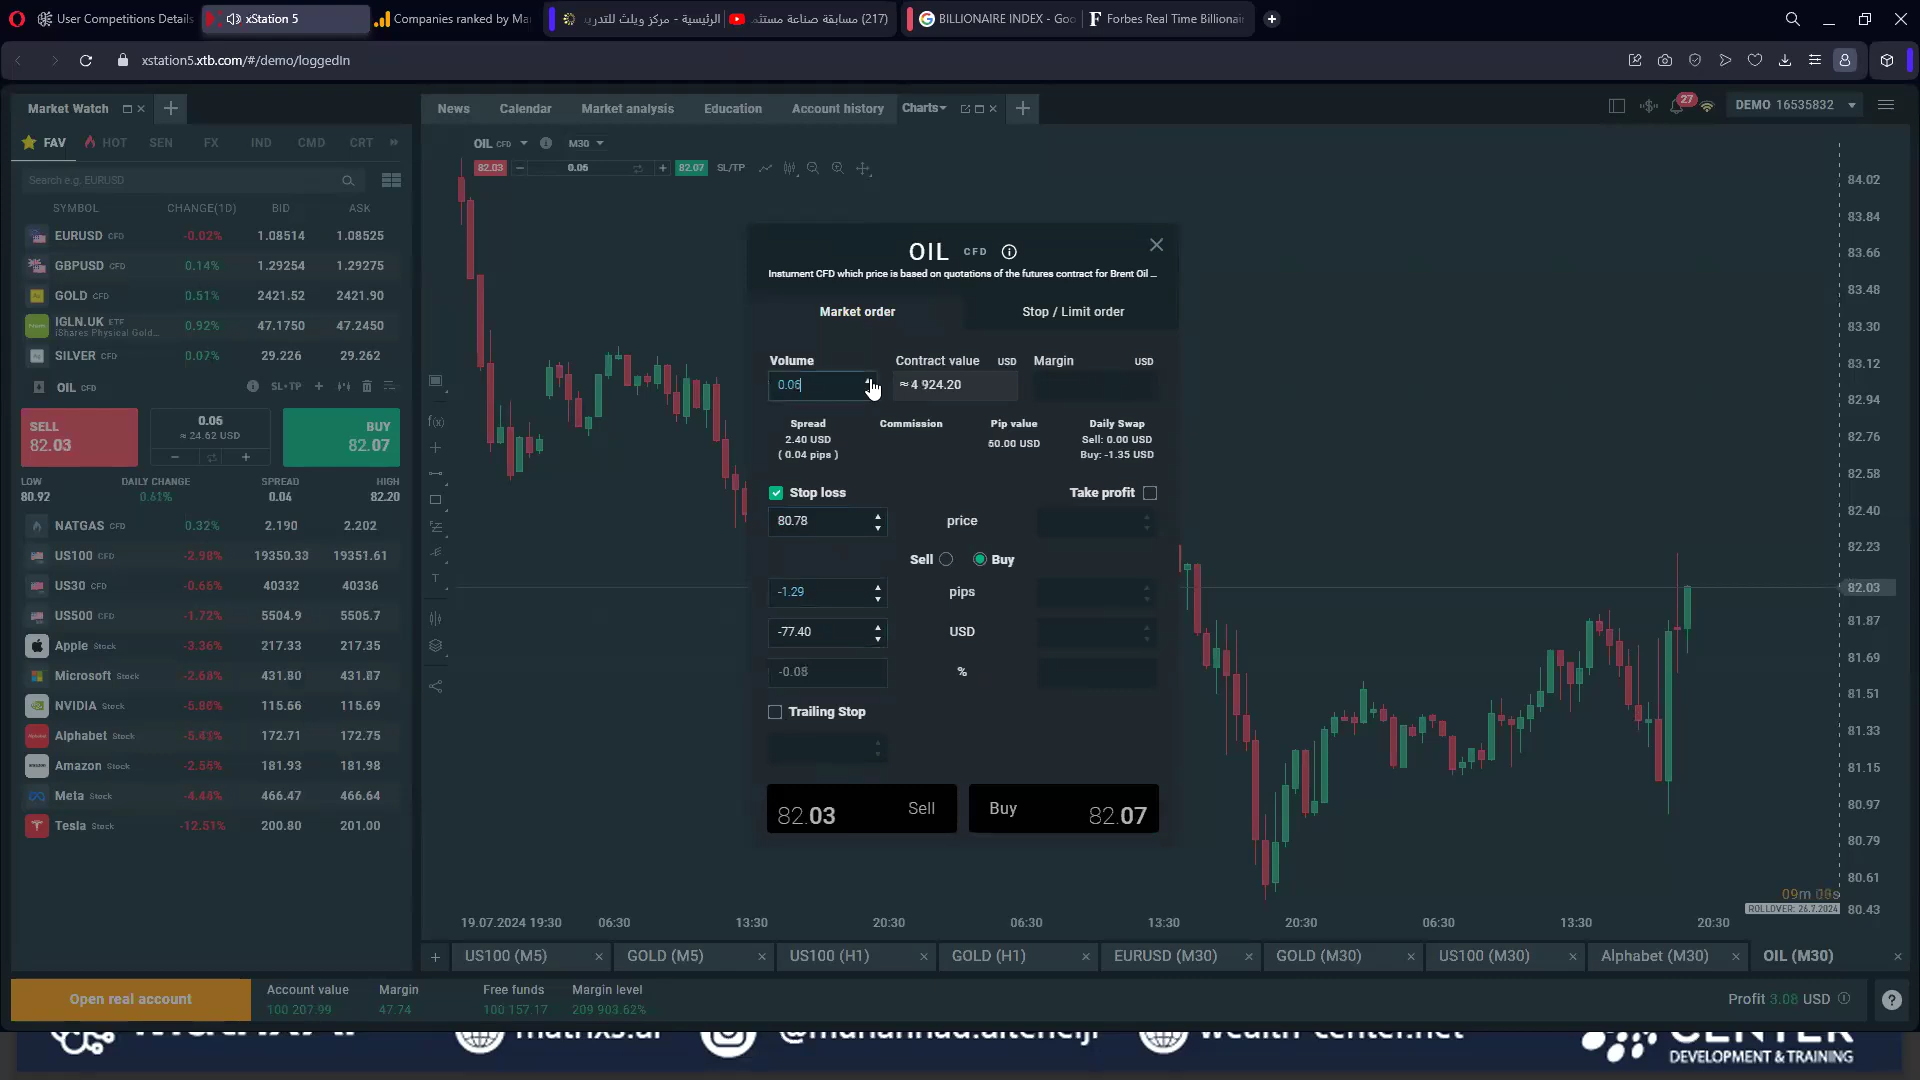 User Competitions Details
xStation 5
Companies ranked by Ma
الرئيسية - مركز ويلث للتدري
(217) مسابقة صناعة مستثم
BILLIONAIRE INDEX - Goo
Forbes Real Time Billionai
xstation5.xtb.com/#/demo/loggedIn
Market Watch
News
Calendar
Market analysis
Education
Account history
Charts
27
DEMO 16535832
FAV
HOT
SEN
FX
IND
CMD
CRT
Search e.g. EURUSD
SYMBOL CHANGE(1D) BID ASK
EURUSD CFD -0.02% 1.08514 1.08525
GBPUSD CFD 0.14% 1.29254 1.29275
GOLD CFD 0.51% 2421.52 2421.90
IGLN.UK ETF 0.92% 47.1750 47.2450
iShares Physical Gold...
SILVER CFD 0.07% 29.226 29.262
OIL CFD SL+TP
SELL 82.03
0.05
≈ 24.62 USD
BUY 82.07
LOW DAILY CHANGE SPREAD HIGH
80.92 0.61% 0.04 82.20
NATGAS CFD 0.32% 2.190 2.202
US100 CFD -2.98% 19350.33 19351.61
US30 CFD -0.66% 40332 40336
US500 CFD -1.72% 5504.9 5505.7
Apple Stock -3.36% 217.33 217.35
Microsoft Stock -2.68% 431.80 431.87
NVIDIA Stock 115.66 115.69
Alphabet Stock 172.71 172.75
Amazon Stock -2.56% 181.93 181.98
Meta Stock -4.48% 466.47 466.64
Tesla Stock -12.51% 200.80 201.00
OIL CFD M30
82.03 0.05 82.07 SL/TP
OIL CFD
Instument CFD which price is based on quotations of the futures contract for Brent Oil ...
Market order
Stop / Limit order
Volume Contract value USD Margin USD
0.06 ≈ 4 924.20
Spread Commission Pip value Daily Swap
2.40 USD
( 0.04 pips )
60.00 USD
Sell: 0.00 USD
Buy: -1.35 USD
Stop loss Take profit
80.78 price
Sell Buy
-1.29 pips
-77.40 USD
-0.08 %
Trailing Stop
82.03 Sell
Buy 82.07
84.02
83.84
83.66
83.48
83.30
83.12
82.94
82.76
82.58
82.40
82.23
82.03
81.87
81.69
81.51
81.33
81.15
80.97
80.79
80.61
80.43
ROLLOVER: 26.7.2024
19.07.2024 19:30 06:30 13:30 20:30 06:30 13:30 20:30 06:30 13:30 20:30
US100 (M5)
GOLD (M5)
US100 (H1)
GOLD (H1)
EURUSD (M30)
GOLD (M30)
US100 (M30)
Alphabet (M30)
OIL (M30)
Open real account
Account value Margin Free funds Margin level
100 207.99 47.74 100 157.17 209 903.62%
Profit 3.08 USD
CENTER
DEVELOPMENT & TRAINING